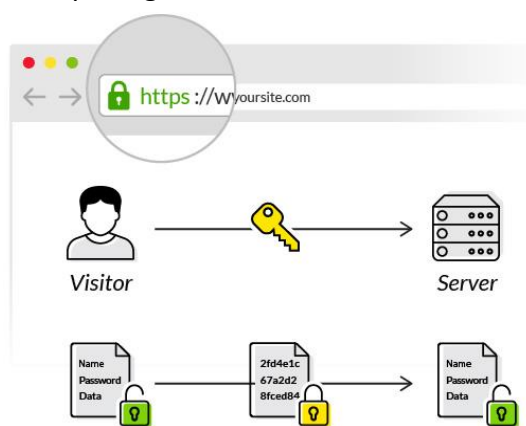 https://wyoursite.com
Visitor
Server
Name
Password
Data
2fd4e1c
67a2d2
8fced84
Name
Password
Data